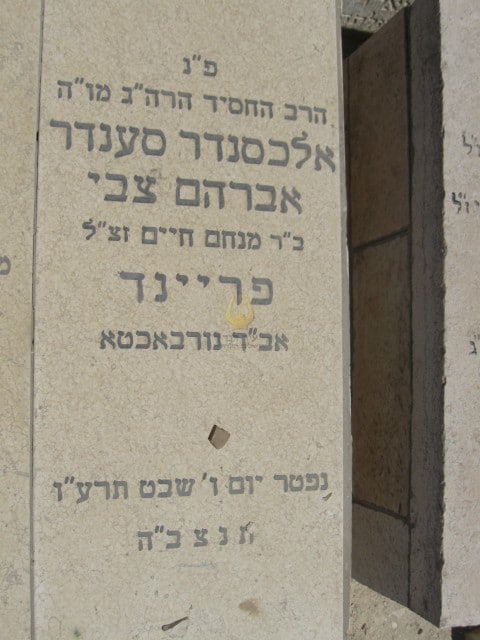 פ"נ
הרב החסיד הרה"ג מו"ה
אלכסנדר סענדר
אברהם צבי
ב"ר מנחם חיים זצ"ל
פריינד
אב"ד נורבאכטא
נפטר יום ו' שבט תרע"ו
ת נ צ ב"ה